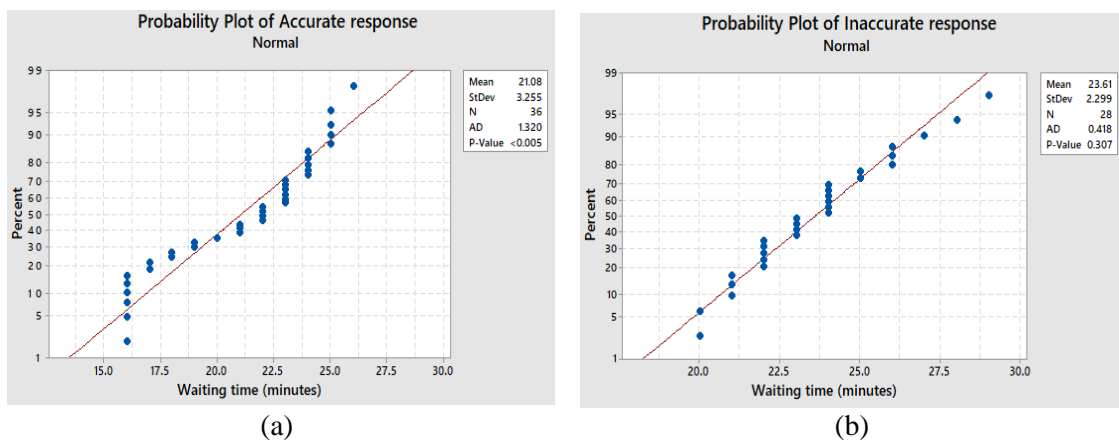 Probability Plot of Accurate response
Normal
99
95
90
80
70
60
50
40
30
20
10
5
1
Percent
15.0 17.5 20.0 22.5 25.0 27.5 30.0
Waiting time (minutes)
Mean 21.08
StDev 3.255
N 36
AD 1.320
P-Value <0.005
(a)
Probability Plot of Inaccurate response
Normal
99
95
90
80
70
60
50
40
30
20
10
5
1
Percent
20.0 22.5 25.0 27.5 30.0
Waiting time (minutes)
Mean 23.61
StDev 2.299
N 28
AD 0.418
P-Value 0.307
(b)